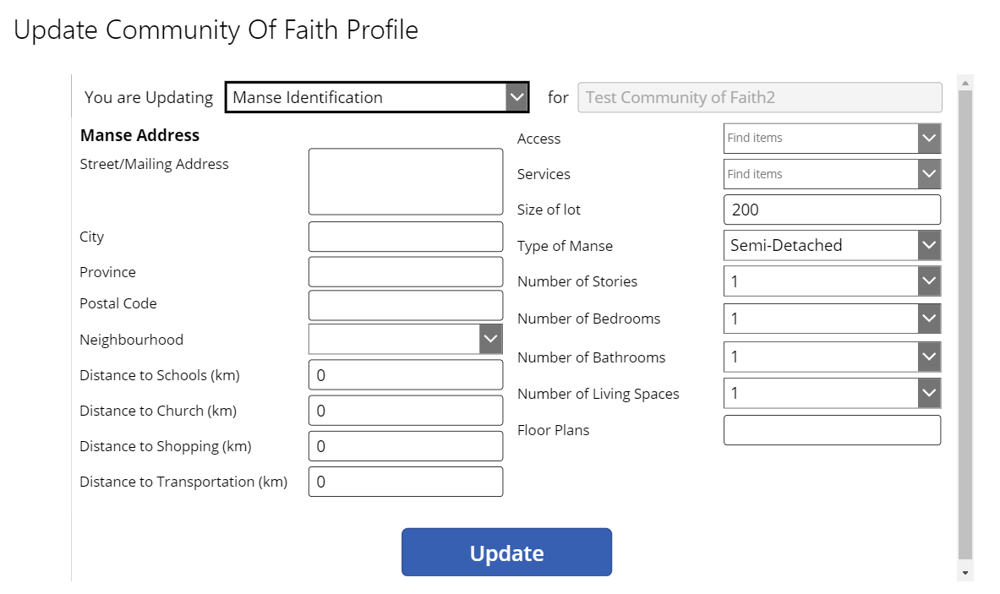 Update Community Of Faith Profile
You are Updating Manse Identification for Test Community of Faith2
Manse Address
Street/Mailing Address
City
Province
Postal Code
Neighbourhood
Distance to Schools (km) 0
Distance to Church (km) 0
Distance to Shopping (km) 0
Distance to Transportation (km) 0
Access Find items
Services Find items
Size of lot 200
Type of Manse Semi-Detached
Number of Stories 1
Number of Bedrooms 1
Number of Bathrooms 1
Number of Living Spaces 1
Floor Plans
Update